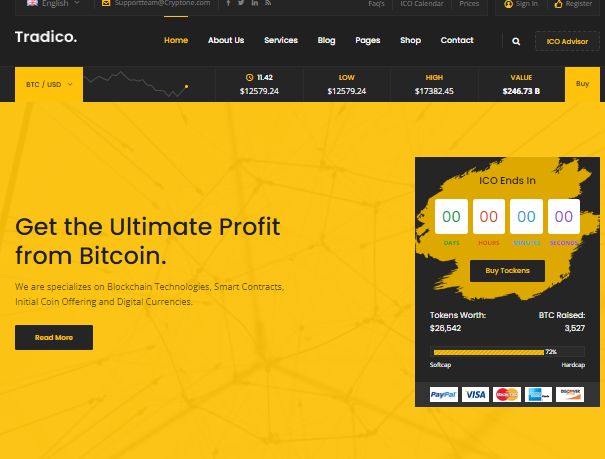 English
Supportteam@Cryptone.com
Faq's
ICO Calendar
Prizes
Sign In
Register
Tradico.
Home
About Us
Services
Blog
Pages
Shop
Contact
ICO Advisor
BTC / USD
11.42
$12579.24
LOW
$12579.24
HIGH
$17382.45
VALUE
$246.73 B
Buy
Get the Ultimate Profit
from Bitcoin.
We are specializes on Blockchain Technologies, Smart Contracts,
Initial Coin Offering and Digital Currencies.
Read More
ICO Ends In
00 00 00 00
DAYS HOURS MINUTES SECONDS
Buy Tockens
Tokens Worth: BTC Raised:
$26,542 3,527
72%
Softcap Hardcap
PayPal VISA MasterCard DISCOVER